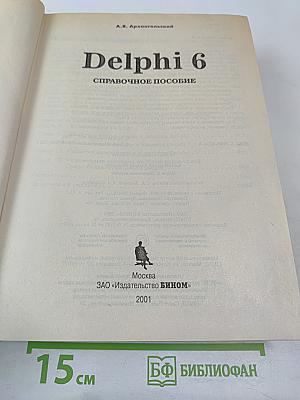 А.Я. Архангельский
Delphi 6
СПРАВОЧНОЕ ПОСОБИЕ
Москва
ЗАО «Издательство БИНОМ»
2001
15 см
БФ БИБЛИОФАН